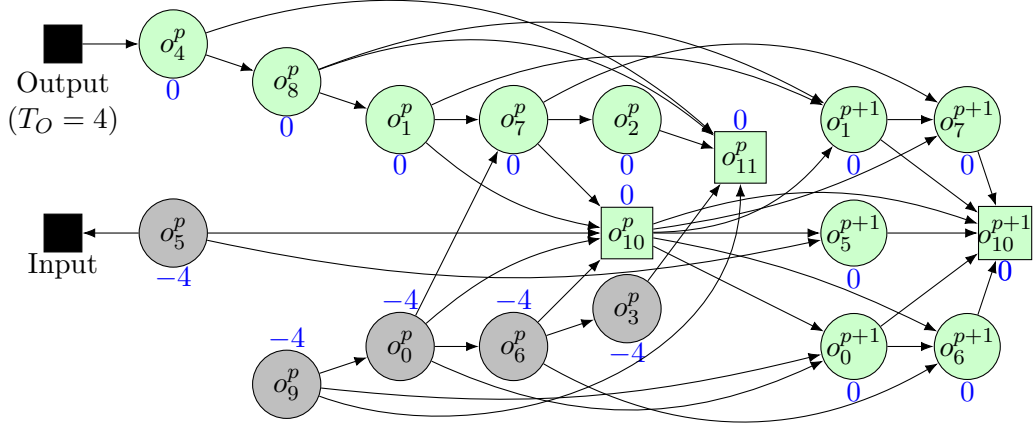 o_4^p
0
Output
(T_O = 4)
o_8^p
0
o_1^p
0
o_7^p
0
o_2^p
0
o_11^p
0
o_1^{p+1}
0
o_7^{p+1}
0
Input
o_5^p
−4
o_10^p
0
o_5^{p+1}
0
o_10^{p+1}
0
o_9^p
−4
o_0^p
−4
o_6^p
−4
o_3^p
−4
o_0^{p+1}
0
o_6^{p+1}
0